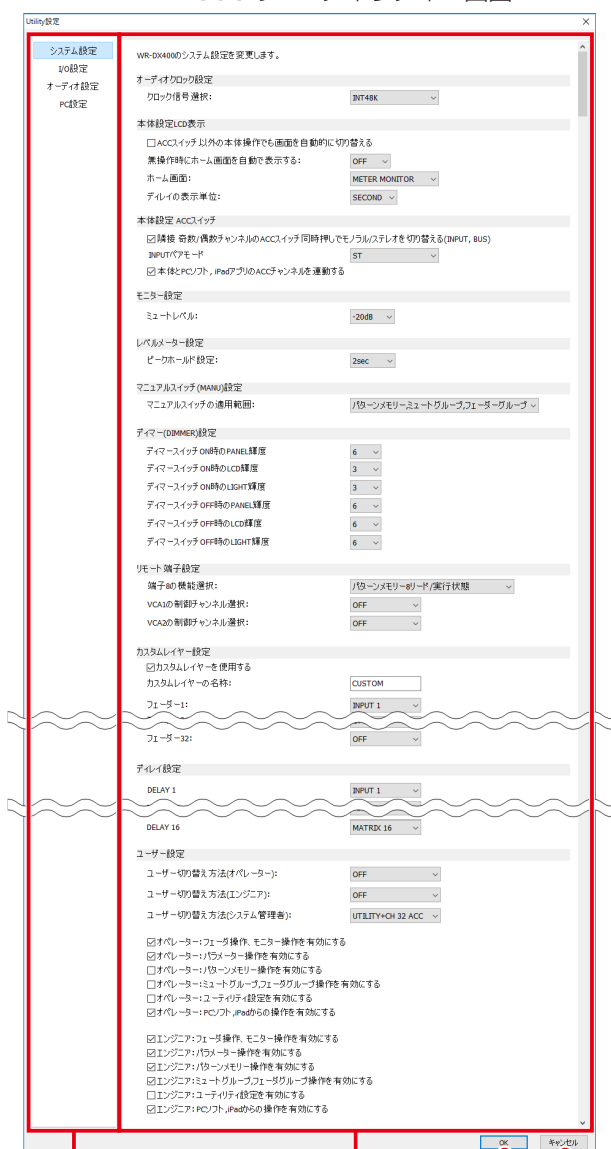 Utility設定
システム設定
I/O設定
オーディオ設定
PC設定
WR-DX400のシステム設定を変更します。
オーディオクロック設定
クロック信号選択: INT48K
本体設定LCD表示
ACCスイッチ以外の本体操作でも画面を自動的に切り替える
無操作時にホーム画面を自動で表示する: OFF
ホーム画面: METER MONITOR
ディレイの表示単位: SECOND
本体設定 ACCスイッチ
隣接 奇数/偶数チャンネルのACCスイッチ同時押しでモノラル/ステレオを切り替える(INPUT, BUS)
INPUTペアモード ST
本体とPCソフト, iPadアプリのACCチャンネルを連動する
モニター設定
ミュートレベル: -20dB
レベルメーター設定
ピークホールド設定: 2sec
マニュアルスイッチ(MANU)設定
マニュアルスイッチの適用範囲: パターンメモリー,ミュートグループ,フェーダーグループ
ディマー(DIMMER)設定
ディマースイッチON時のPANEL輝度 6
ディマースイッチON時のLCD輝度 3
ディマースイッチON時のLIGHT輝度 3
ディマースイッチOFF時のPANEL輝度 6
ディマースイッチOFF時のLCD輝度 6
ディマースイッチOFF時のLIGHT輝度 6
リモート端子設定
端子8の機能選択: パターンメモリー8リード/実行状態
VCA1の制御チャンネル選択: OFF
VCA2の制御チャンネル選択: OFF
カスタムレイヤー設定
カスタムレイヤーを使用する
カスタムレイヤーの名称: CUSTOM
フェーダー1: INPUT 1
フェーダー32: OFF
ディレイ設定
DELAY 1 INPUT 1
DELAY 16 MATRIX 16
ユーザー設定
ユーザー切り替え方法(オペレーター): OFF
ユーザー切り替え方法(エンジニア): OFF
ユーザー切り替え方法(システム管理者): UTILITY+CH 32 ACC
オペレーター:フェーダ操作、モニター操作を有効にする
オペレーター:パラメーター操作を有効にする
オペレーター:パターンメモリー操作を有効にする
オペレーター:ミュートグループ,フェーダグループ操作を有効にする
オペレーター:ユーティリティ設定を有効にする
オペレーター:PCソフト,iPadからの操作を有効にする
エンジニア:フェーダ操作、モニター操作を有効にする
エンジニア:パラメーター操作を有効にする
エンジニア:パターンメモリー操作を有効にする
エンジニア:ミュートグループ,フェーダグループ操作を有効にする
エンジニア:ユーティリティ設定を有効にする
エンジニア:PCソフト,iPadからの操作を有効にする
OK キャンセル